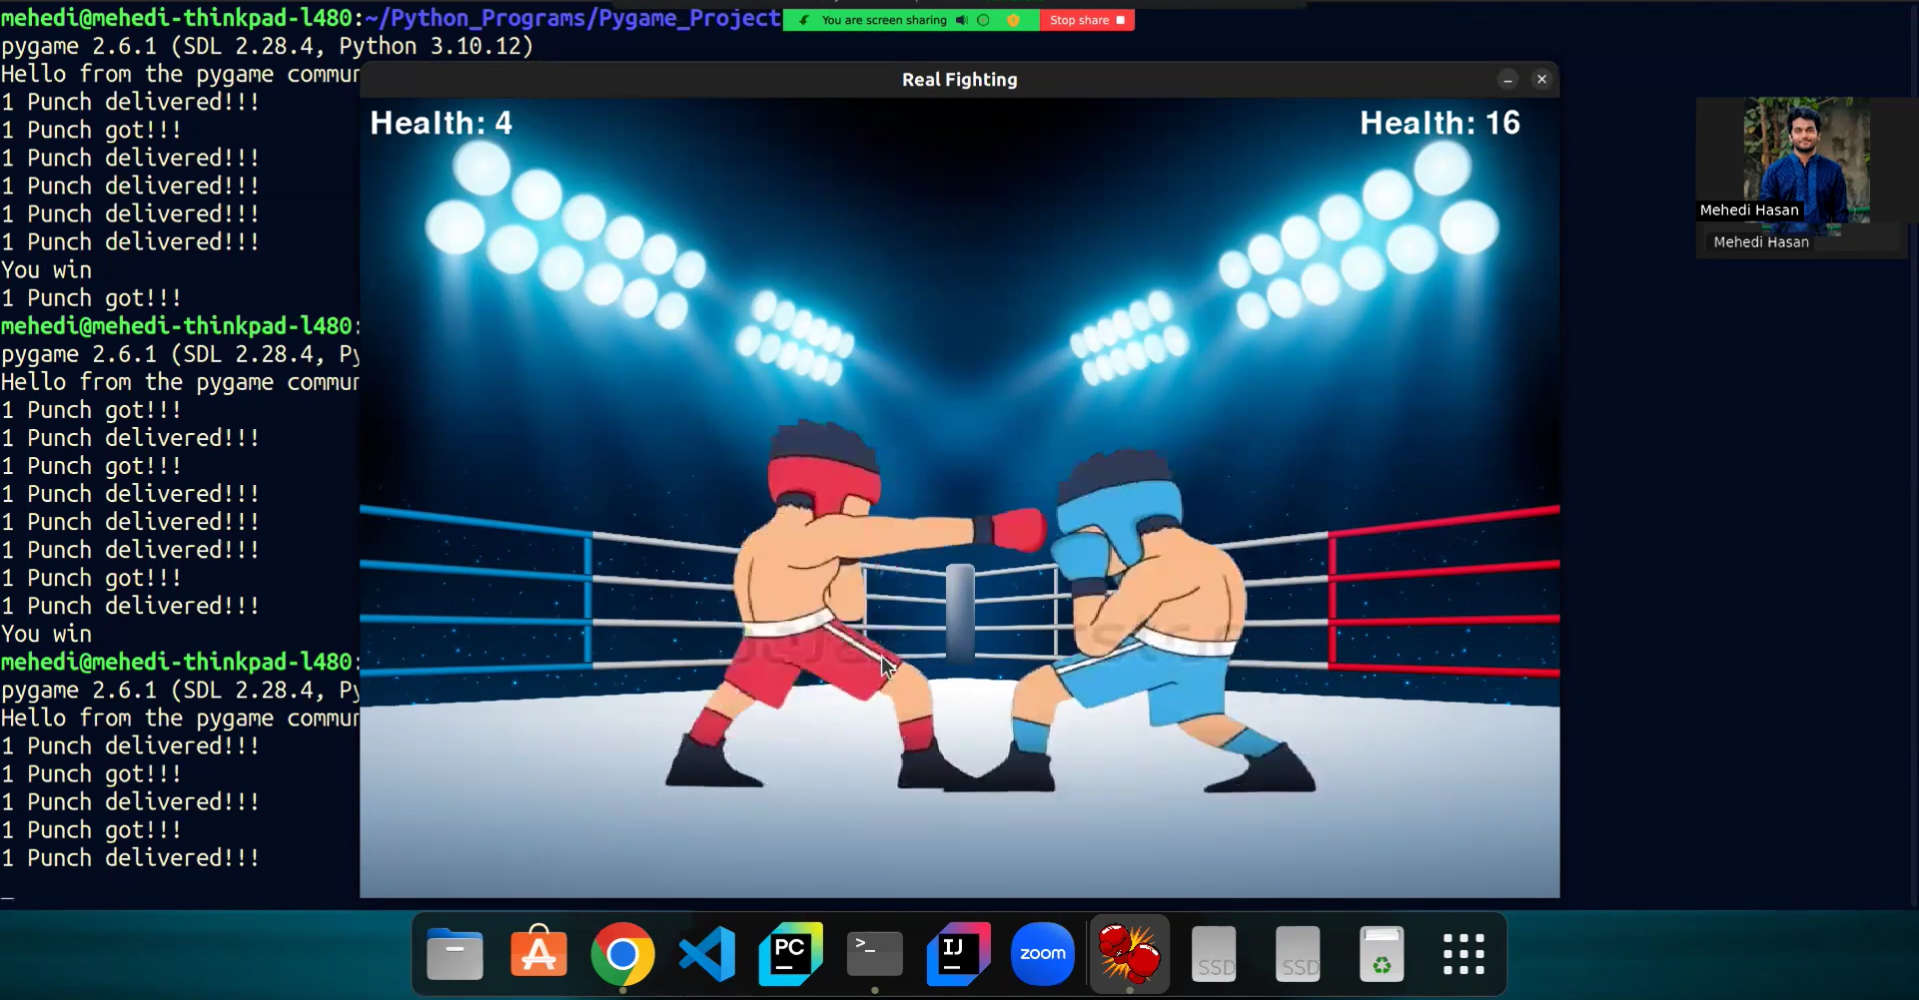 mehedi@mehedi-thinkpad-l480:~/Python_Programs/Pygame_Project
You are screen sharing
Stop share
pygame 2.6.1 (SDL 2.28.4, Python 3.10.12)
Hello from the pygame commun
1 Punch delivered!!!
1 Punch got!!!
1 Punch delivered!!!
1 Punch delivered!!!
1 Punch delivered!!!
1 Punch delivered!!!
You win
1 Punch got!!!
mehedi@mehedi-thinkpad-l480:
pygame 2.6.1 (SDL 2.28.4, Py
Hello from the pygame commun
1 Punch got!!!
1 Punch delivered!!!
1 Punch got!!!
1 Punch delivered!!!
1 Punch delivered!!!
1 Punch delivered!!!
1 Punch got!!!
1 Punch delivered!!!
You win
mehedi@mehedi-thinkpad-l480:
pygame 2.6.1 (SDL 2.28.4, Py
Hello from the pygame commun
1 Punch delivered!!!
1 Punch got!!!
1 Punch delivered!!!
1 Punch got!!!
1 Punch delivered!!!
Real Fighting
Health: 4
Health: 16
Mehedi Hasan
Mehedi Hasan
PC
>_
IJ
zoom
SSD
SSD